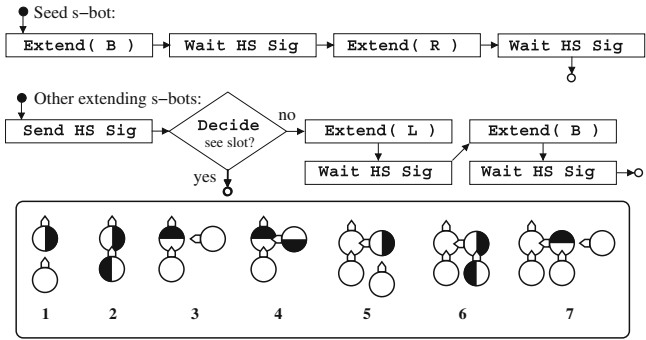 Seed s-bot:
Extend( B ) Wait HS Sig Extend( R ) Wait HS Sig
Other extending s-bots:
Send HS Sig Decide see slot? no Extend( L ) Extend( B )
Wait HS Sig Wait HS Sig
yes
1 2 3 4 5 6 7